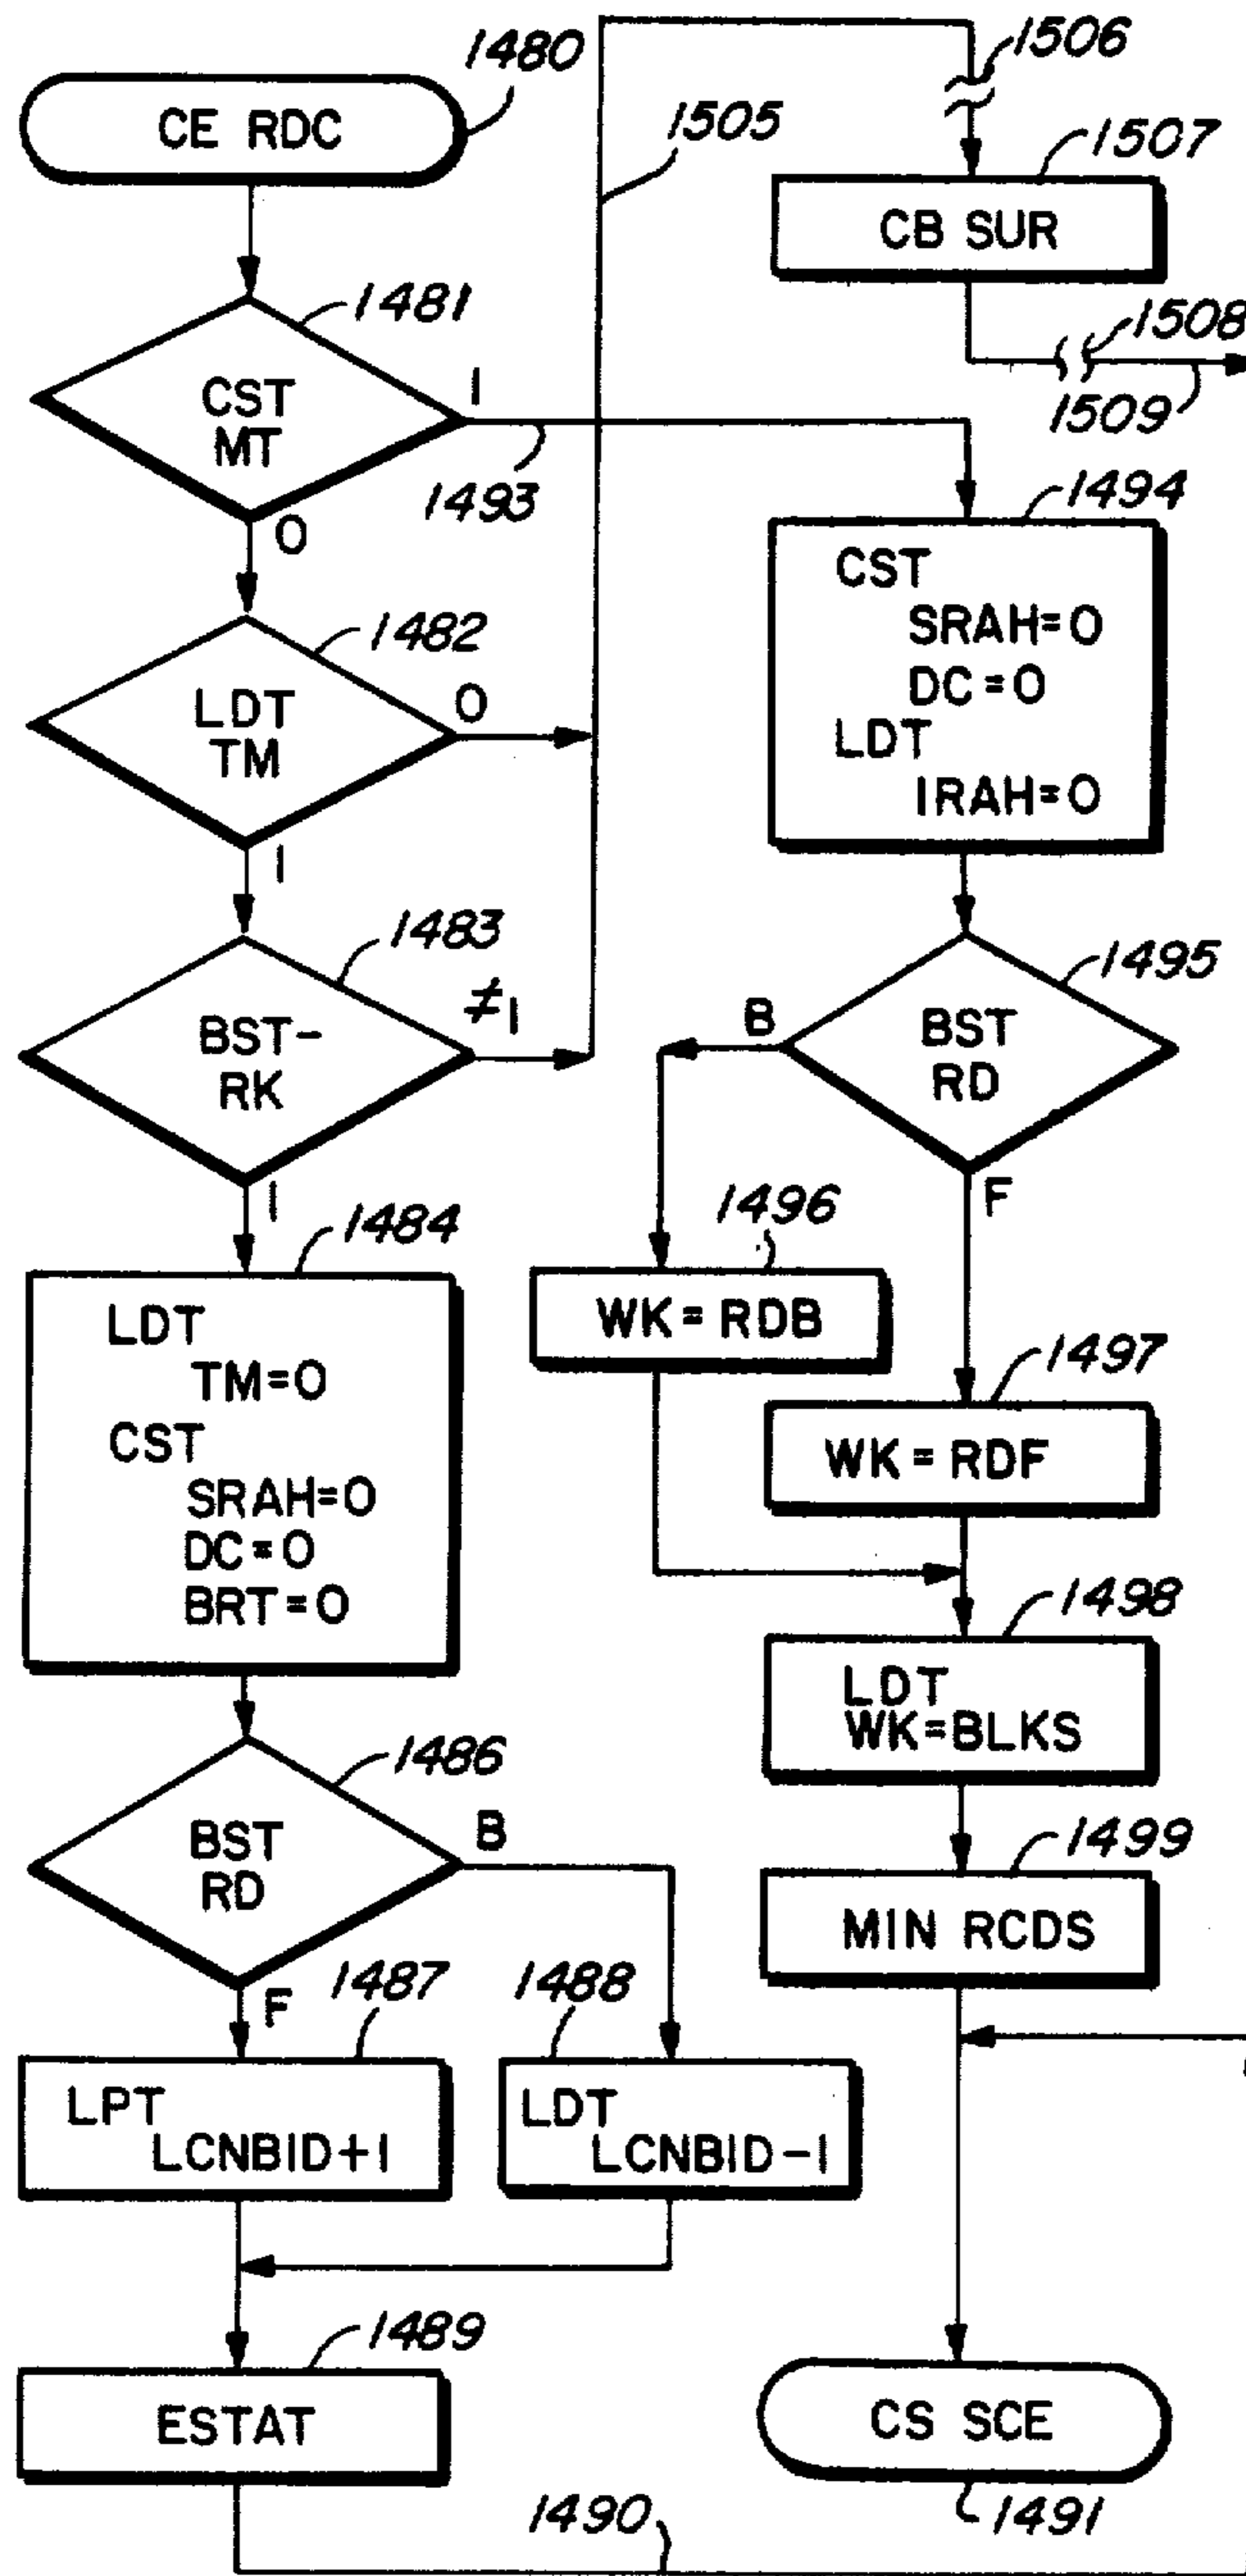 1480
CE RDC
1481
CST
MT
1
0
1493
1482
LDT
TM
0
1
1483
BST-
RK
≠1
1
1484
LDT
TM=0
CST
SRAH=0
DC=0
BRT=0
1486
BST
RD
B
F
1487
LPT
LCNBID+1
1488
LDT
LCNBID-1
1489
ESTAT
1490
1505
1506
1507
CB SUR
1508
1509
1494
CST
SRAH=0
DC=0
LDT
IRAH=0
1495
BST
RD
B
F
1496
WK=RDB
1497
WK=RDF
1498
LDT
WK=BLKS
1499
MIN RCDS
CS SCE
1491